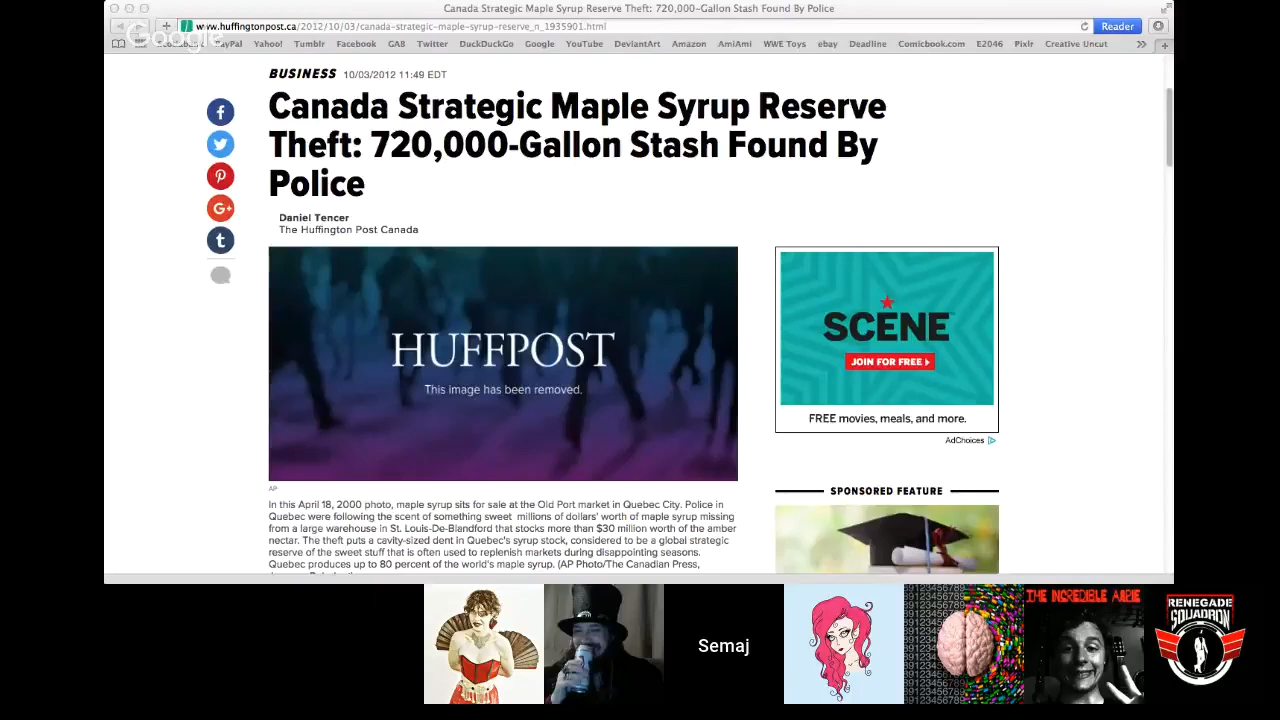 Canada Strategic Maple Syrup Reserve Theft: 720,000-Gallon Stash Found By Police
www.huffingtonpost.ca/2012/10/03/canada-strategic-maple-syrup-reserve_n_1935901.html
Reader
Google
PayPal Yahoo! Tumblr Facebook GAB Twitter DuckDuckGo Google YouTube DeviantArt Amazon AmiAmi WWE Toys ebay Deadline Comicbook.com E2046 Pixlr Creative Uncut
BUSINESS 10/03/2012 11:49 EDT
Canada Strategic Maple Syrup Reserve
Theft: 720,000-Gallon Stash Found By
Police
Daniel Tencer
The Huffington Post Canada
HUFFPOST
This image has been removed.
AP
In this April 18, 2000 photo, maple syrup sits for sale at the Old Port market in Quebec City. Police in
Quebec were following the scent of something sweet millions of dollars' worth of maple syrup missing
from a large warehouse in St. Louis-De-Blandford that stocks more than $30 million worth of the amber
nectar. The theft puts a cavity-sized dent in Quebec's syrup stock, considered to be a global strategic
reserve of the sweet stuff that is often used to replenish markets during disappointing seasons.
Quebec produces up to 80 percent of the world's maple syrup. (AP Photo/The Canadian Press,
SCENE
JOIN FOR FREE
FREE movies, meals, and more.
AdChoices
SPONSORED FEATURE
Semaj
THE INCREDIBLE AMPIE
RENEGADE
SQUADRON